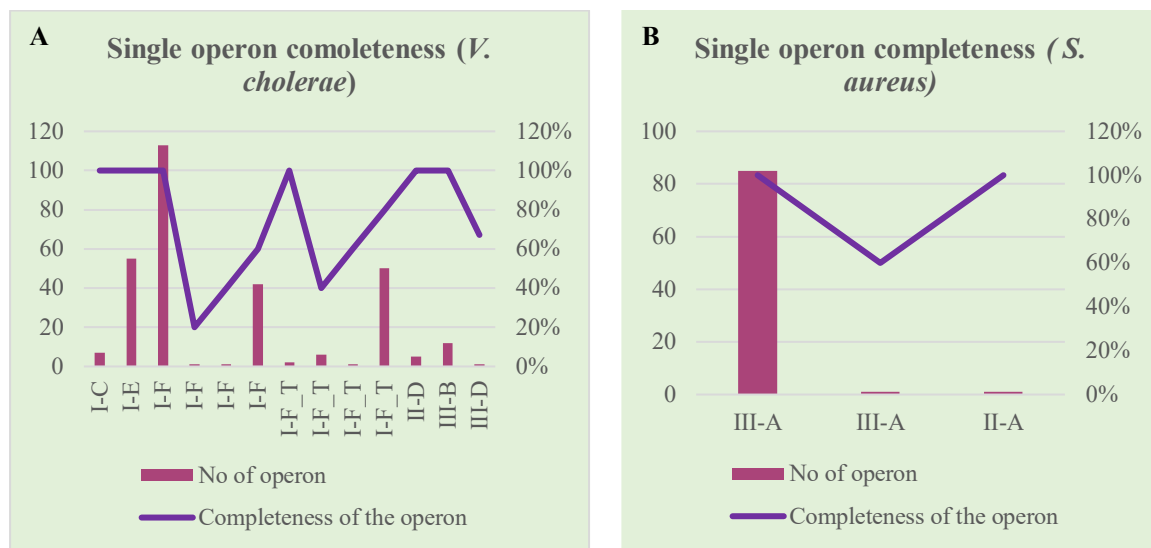 A
Single operon comoleteness (V.
cholerae)
120
100
80
60
40
20
0
120%
100%
80%
60%
40%
20%
0%
I-C
I-E
I-F
I-F
I-F
I-F
I-F_T
I-F_T
I-F_T
I-F_T
II-D
III-B
III-D
No of operon
Completeness of the operon
B
Single operon completeness ( S.
aureus)
100
80
60
40
20
0
120%
100%
80%
60%
40%
20%
0%
III-A
III-A
II-A
No of operon
Completeness of the operon